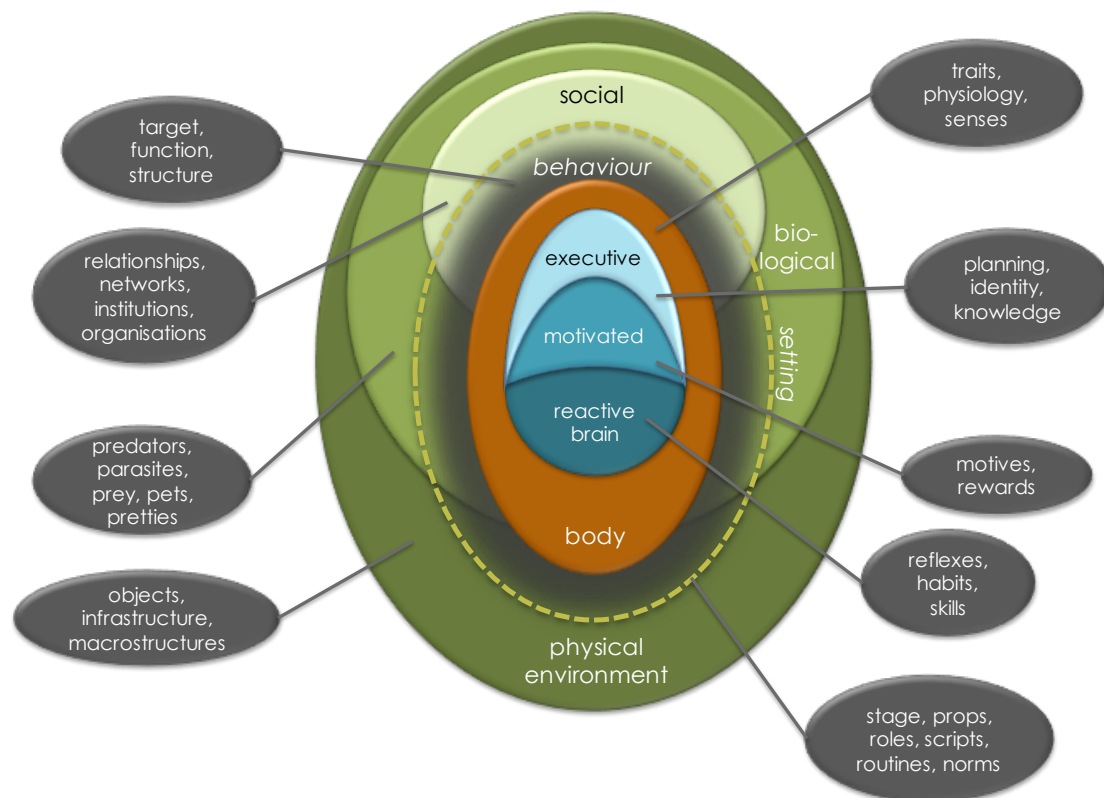 target,
function,
structure
relationships,
networks,
institutions,
organisations
predators,
parasites,
prey, pets,
pretties
objects,
infrastructure,
macrostructures
social
behaviour
bio-
logical
setting
executive
motivated
reactive
brain
body
physical
environment
traits,
physiology,
senses
planning,
identity,
knowledge
motives,
rewards
reflexes,
habits,
skills
stage, props,
roles, scripts,
routines, norms